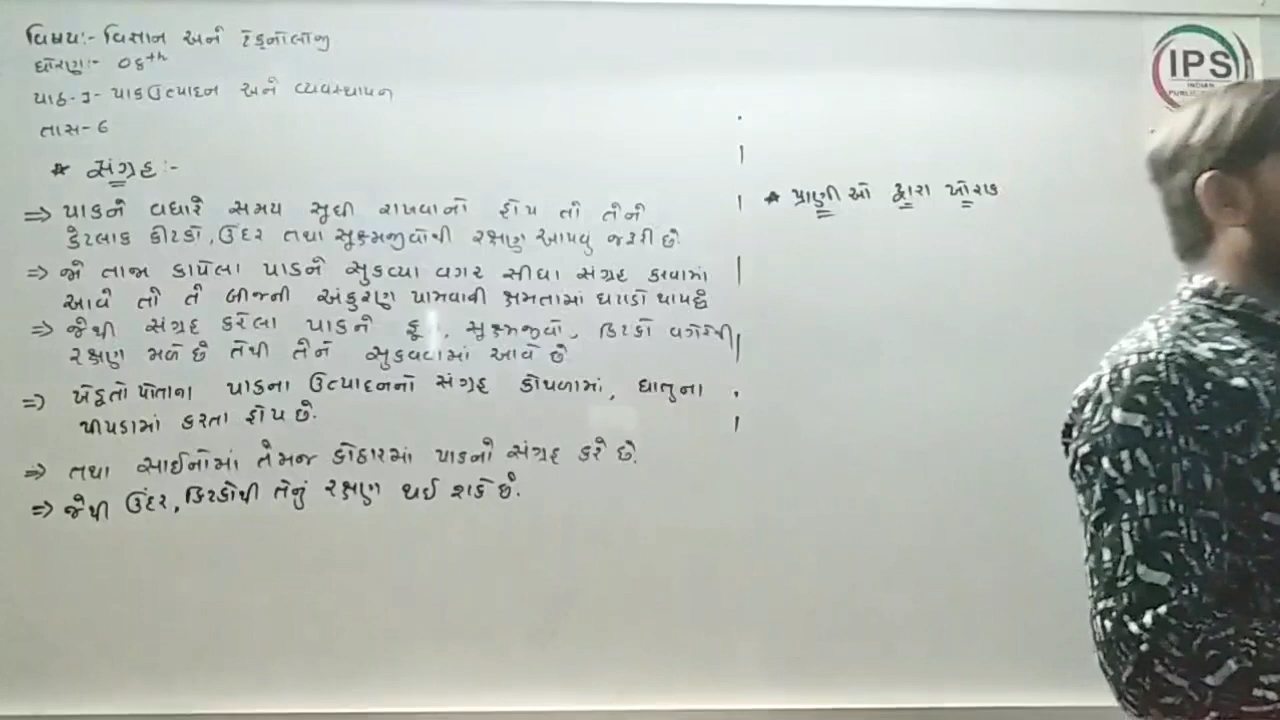 વિષય:- વિજ્ઞાન અને ટેક્નોલોજી
ધોરણ:- 08th
પાઠ-1- પાકઉત્પાદન અને વ્યવસ્થાપન
તાસ-6
* સંગ્રહ :-
⇒ પાકને વધારે સમય સુધી રાખવાનો હોય તો તેને
કેટલાક કીટકો, ઉંદર તથા સૂક્ષ્મજીવોથી રક્ષણ આપવુ જરૂરી છે.
⇒ જો તાજા કાપેલા પાકને સુકવ્યા વગર સીધા સંગ્રહ કરવામાં
આવે તો તે બીજની અંકુરણ પામવાની ક્ષમતામાં ઘટાડો થાયછે
⇒ જેથી સંગ્રહ કરેલા પાકને ફૂ , સૂક્ષ્મજીવો, કિટકો વગેરેથી
રક્ષણ મળે છે તેથી તેને સુકવવામાં આવે છે
⇒ ખેડૂતો પોતાના પાકના ઉત્પાદનનો સંગ્રહ કોથળામાં, ધાતુના
પીપડામાં કરતા હોય છે.
⇒ તથા સાઈનોમાં તેમજ કોઠારમાં પાકનો સંગ્રહ કરે છે.
⇒ જેથી ઉંદર, કિટકોથી તેનું રક્ષણ થઈ શકે છે.
* પ્રાણીઓ દ્વારા ખોરાક
IPS
INDIAN